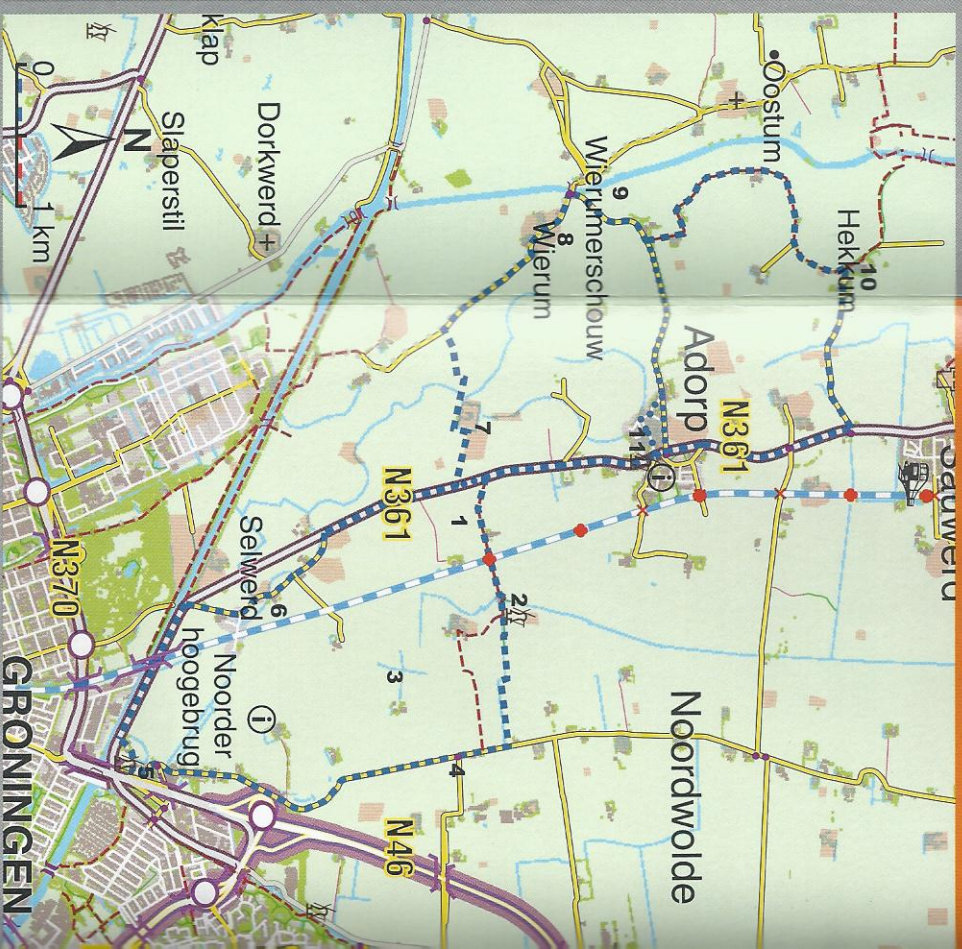 Sauwerd
10
Hekkum
Oostum
N361
Adorp
Noordwolde
11
i
9
Wierumerschouw
8
Wierum
2
7
1
4
N361
N46
3
6
i
Dorkwerd
Selwerd
Noorder
hoogebrug
klap
Slaperstil
5
N
N370
0 1 km
GRONINGEN